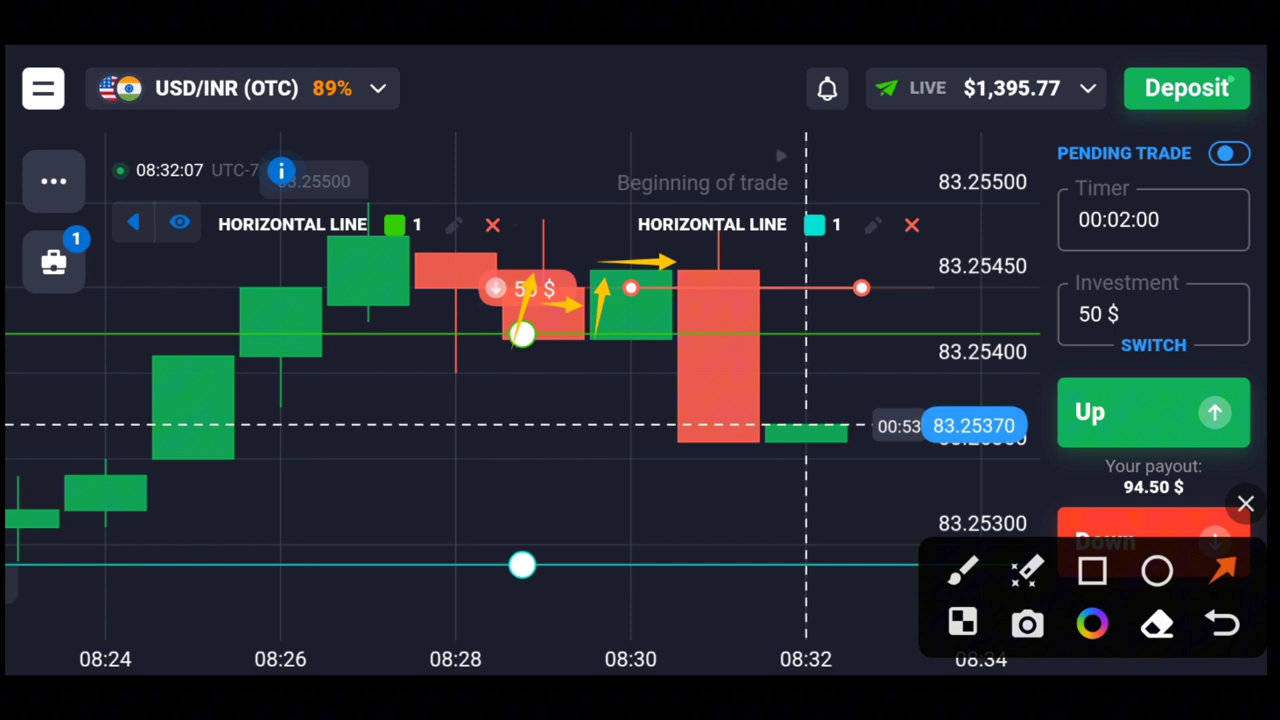 USD/INR (OTC) 89%
LIVE $1,395.77
Deposit
08:32:07 UTC-7
i
83.25500
Beginning of trade
HORIZONTAL LINE 1
HORIZONTAL LINE 1
1
50 $
83.25500
83.25450
83.25400
00:53 83.25370
83.25300
PENDING TRADE
Timer
00:02:00
Investment
50 $
SWITCH
Up
Your payout:
94.50 $
Down
08:24 08:26 08:28 08:30 08:32 08:34